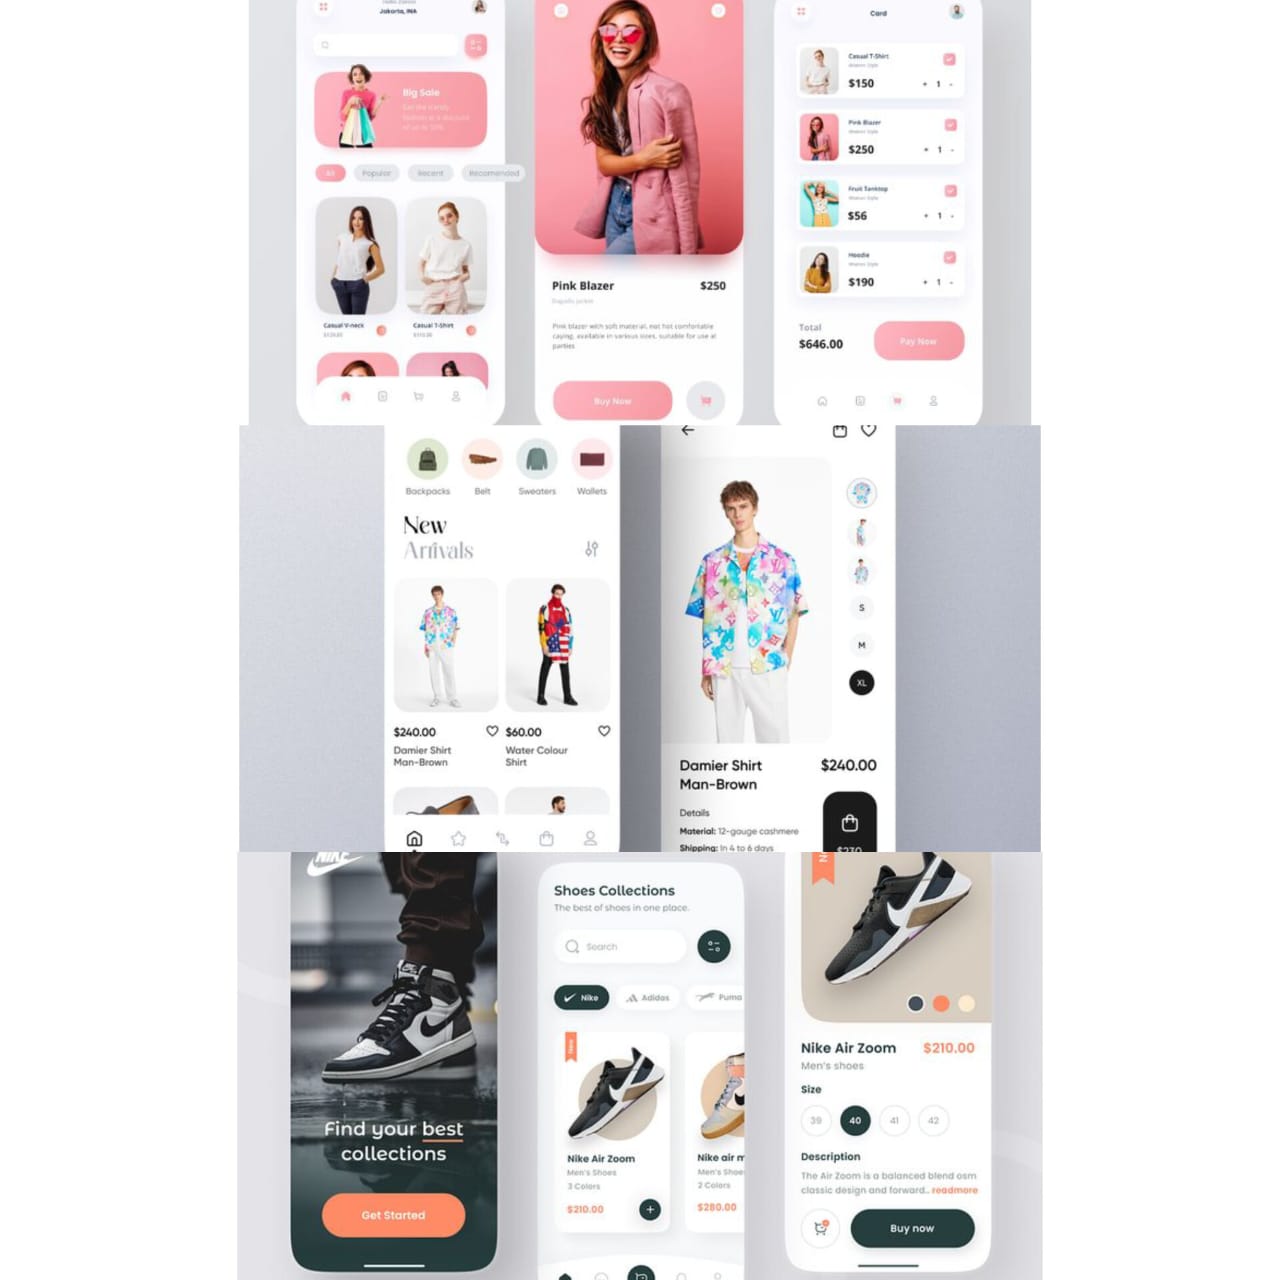 Jakarta, INA
Big Sale
Get the trendy
fashion at a discount
of up to 50%
All
Popular
Recent
Recomended
Casual V-neck
Casual T-Shirt
Pink Blazer
$250
Pink blazer with soft material, not hot comfortable
caying, available in various sizes, suitable for use at
parties
Buy Now
Card
Casual T-Shirt
$150
+ 1 -
Pink Blazer
$250
+ 1 -
Fruit Tanktop
$56
+ 1 -
Hoodie
$190
+ 1 -
Total
$646.00
Pay Now
Backpacks
Belt
Sweaters
Wallets
New
Arrivals
$240.00
Damier Shirt
Man-Brown
$60.00
Water Colour
Shirt
S
M
XL
Damier Shirt
Man-Brown
$240.00
Details
Material: 12-gauge cashmere
Shipping: In 4 to 6 days
$230
NIKE
Find your best
collections
Get Started
Shoes Collections
The best of shoes in one place.
Search
Nike
Adidas
Puma
New
Nike Air Zoom
Men's Shoes
3 Colors
$210.00
+
Nike air m
Men's Shoes
2 Colors
$280.00
Nike Air Zoom
$210.00
Men's shoes
Size
39
40
41
42
Description
The Air Zoom is a balanced blend osm
classic design and forward.. readmore
Buy now